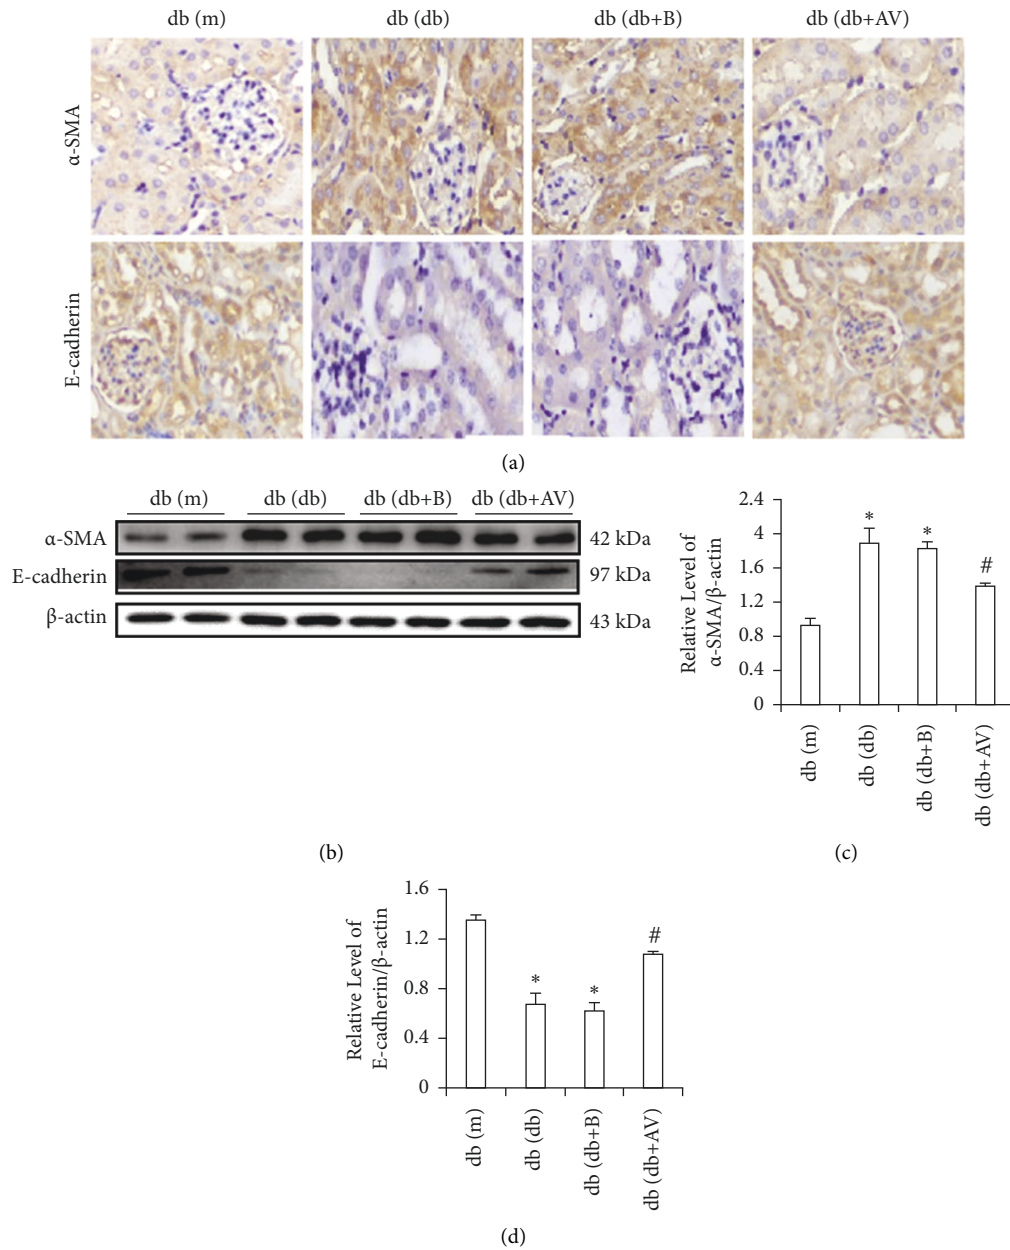 db (m) db (db) db (db+B) db (db+AV)
α-SMA
E-cadherin
(a)
db (m) db (db) db (db+B) db (db+AV)
α-SMA 42 kDa
E-cadherin 97 kDa
β-actin 43 kDa
(b)
Relative Level of
α-SMA/β-actin
2.4
4
1.6
1.2
0.8
0.4
0
* * #
db (m) db (db) db (db+B) db (db+AV)
(c)
Relative Level of
E-cadherin/β-actin
1.6
1.2
0.8
0.4
0
* * #
db (m) db (db) db (db+B) db (db+AV)
(d)